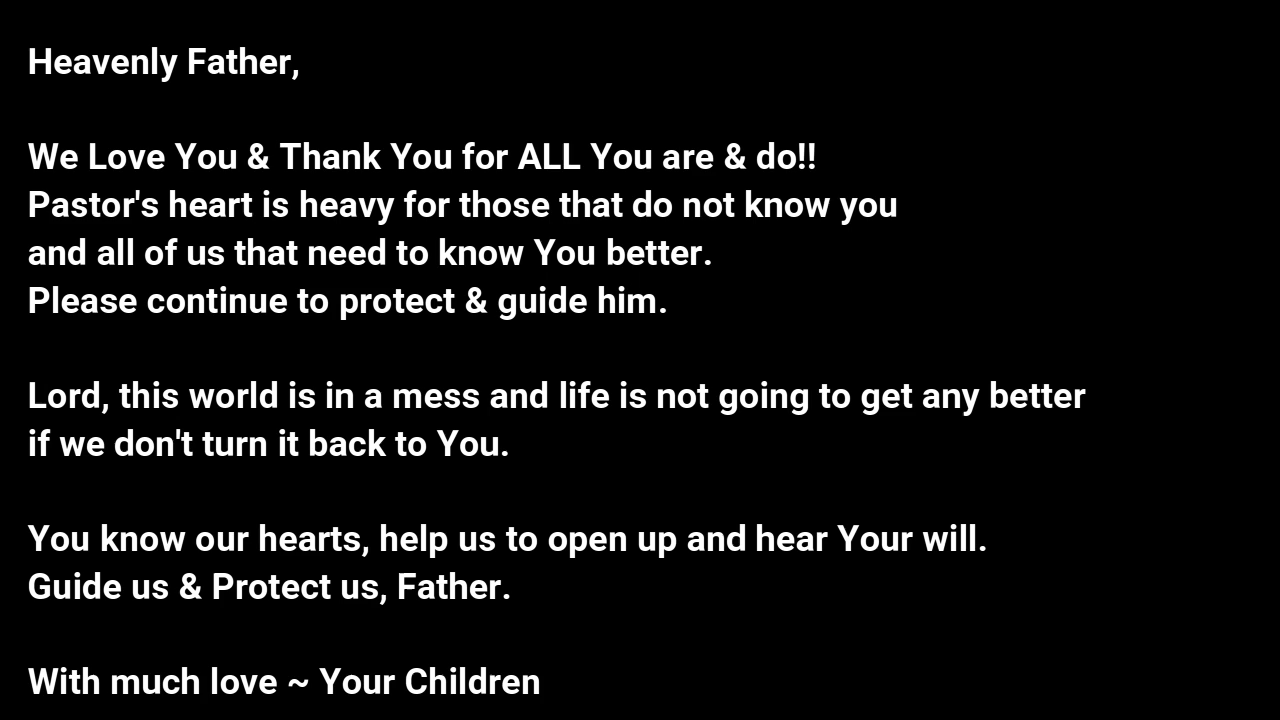 Heavenly Father,
We Love You & Thank You for ALL You are & do!!
Pastor's heart is heavy for those that do not know you
and all of us that need to know You better.
Please continue to protect & guide him.
Lord, this world is in a mess and life is not going to get any better
if we don't turn it back to You.
You know our hearts, help us to open up and hear Your will.
Guide us & Protect us, Father.
With much love ~ Your Children